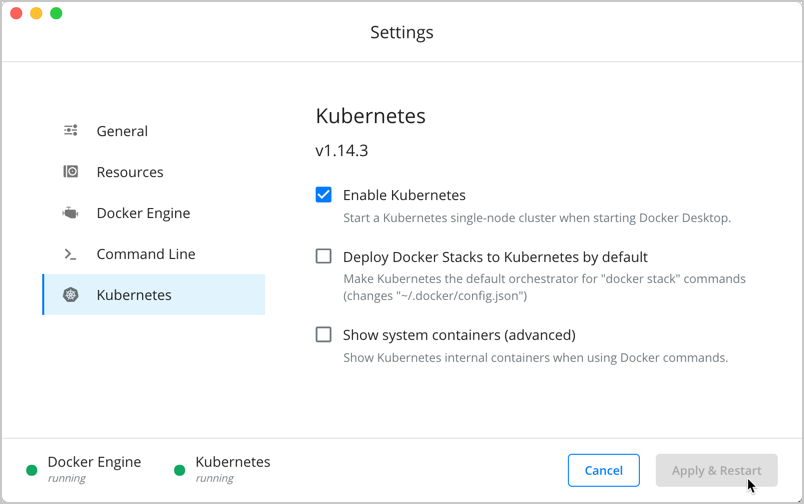 Settings
General
Resources
Docker Engine
Command Line
Kubernetes
Kubernetes
v1.14.3
Enable Kubernetes
Start a Kubernetes single-node cluster when starting Docker Desktop.
Deploy Docker Stacks to Kubernetes by default
Make Kubernetes the default orchestrator for "docker stack" commands
(changes "~/.docker/config.json")
Show system containers (advanced)
Show Kubernetes internal containers when using Docker commands.
Docker Engine
running
Kubernetes
running
Cancel
Apply & Restart